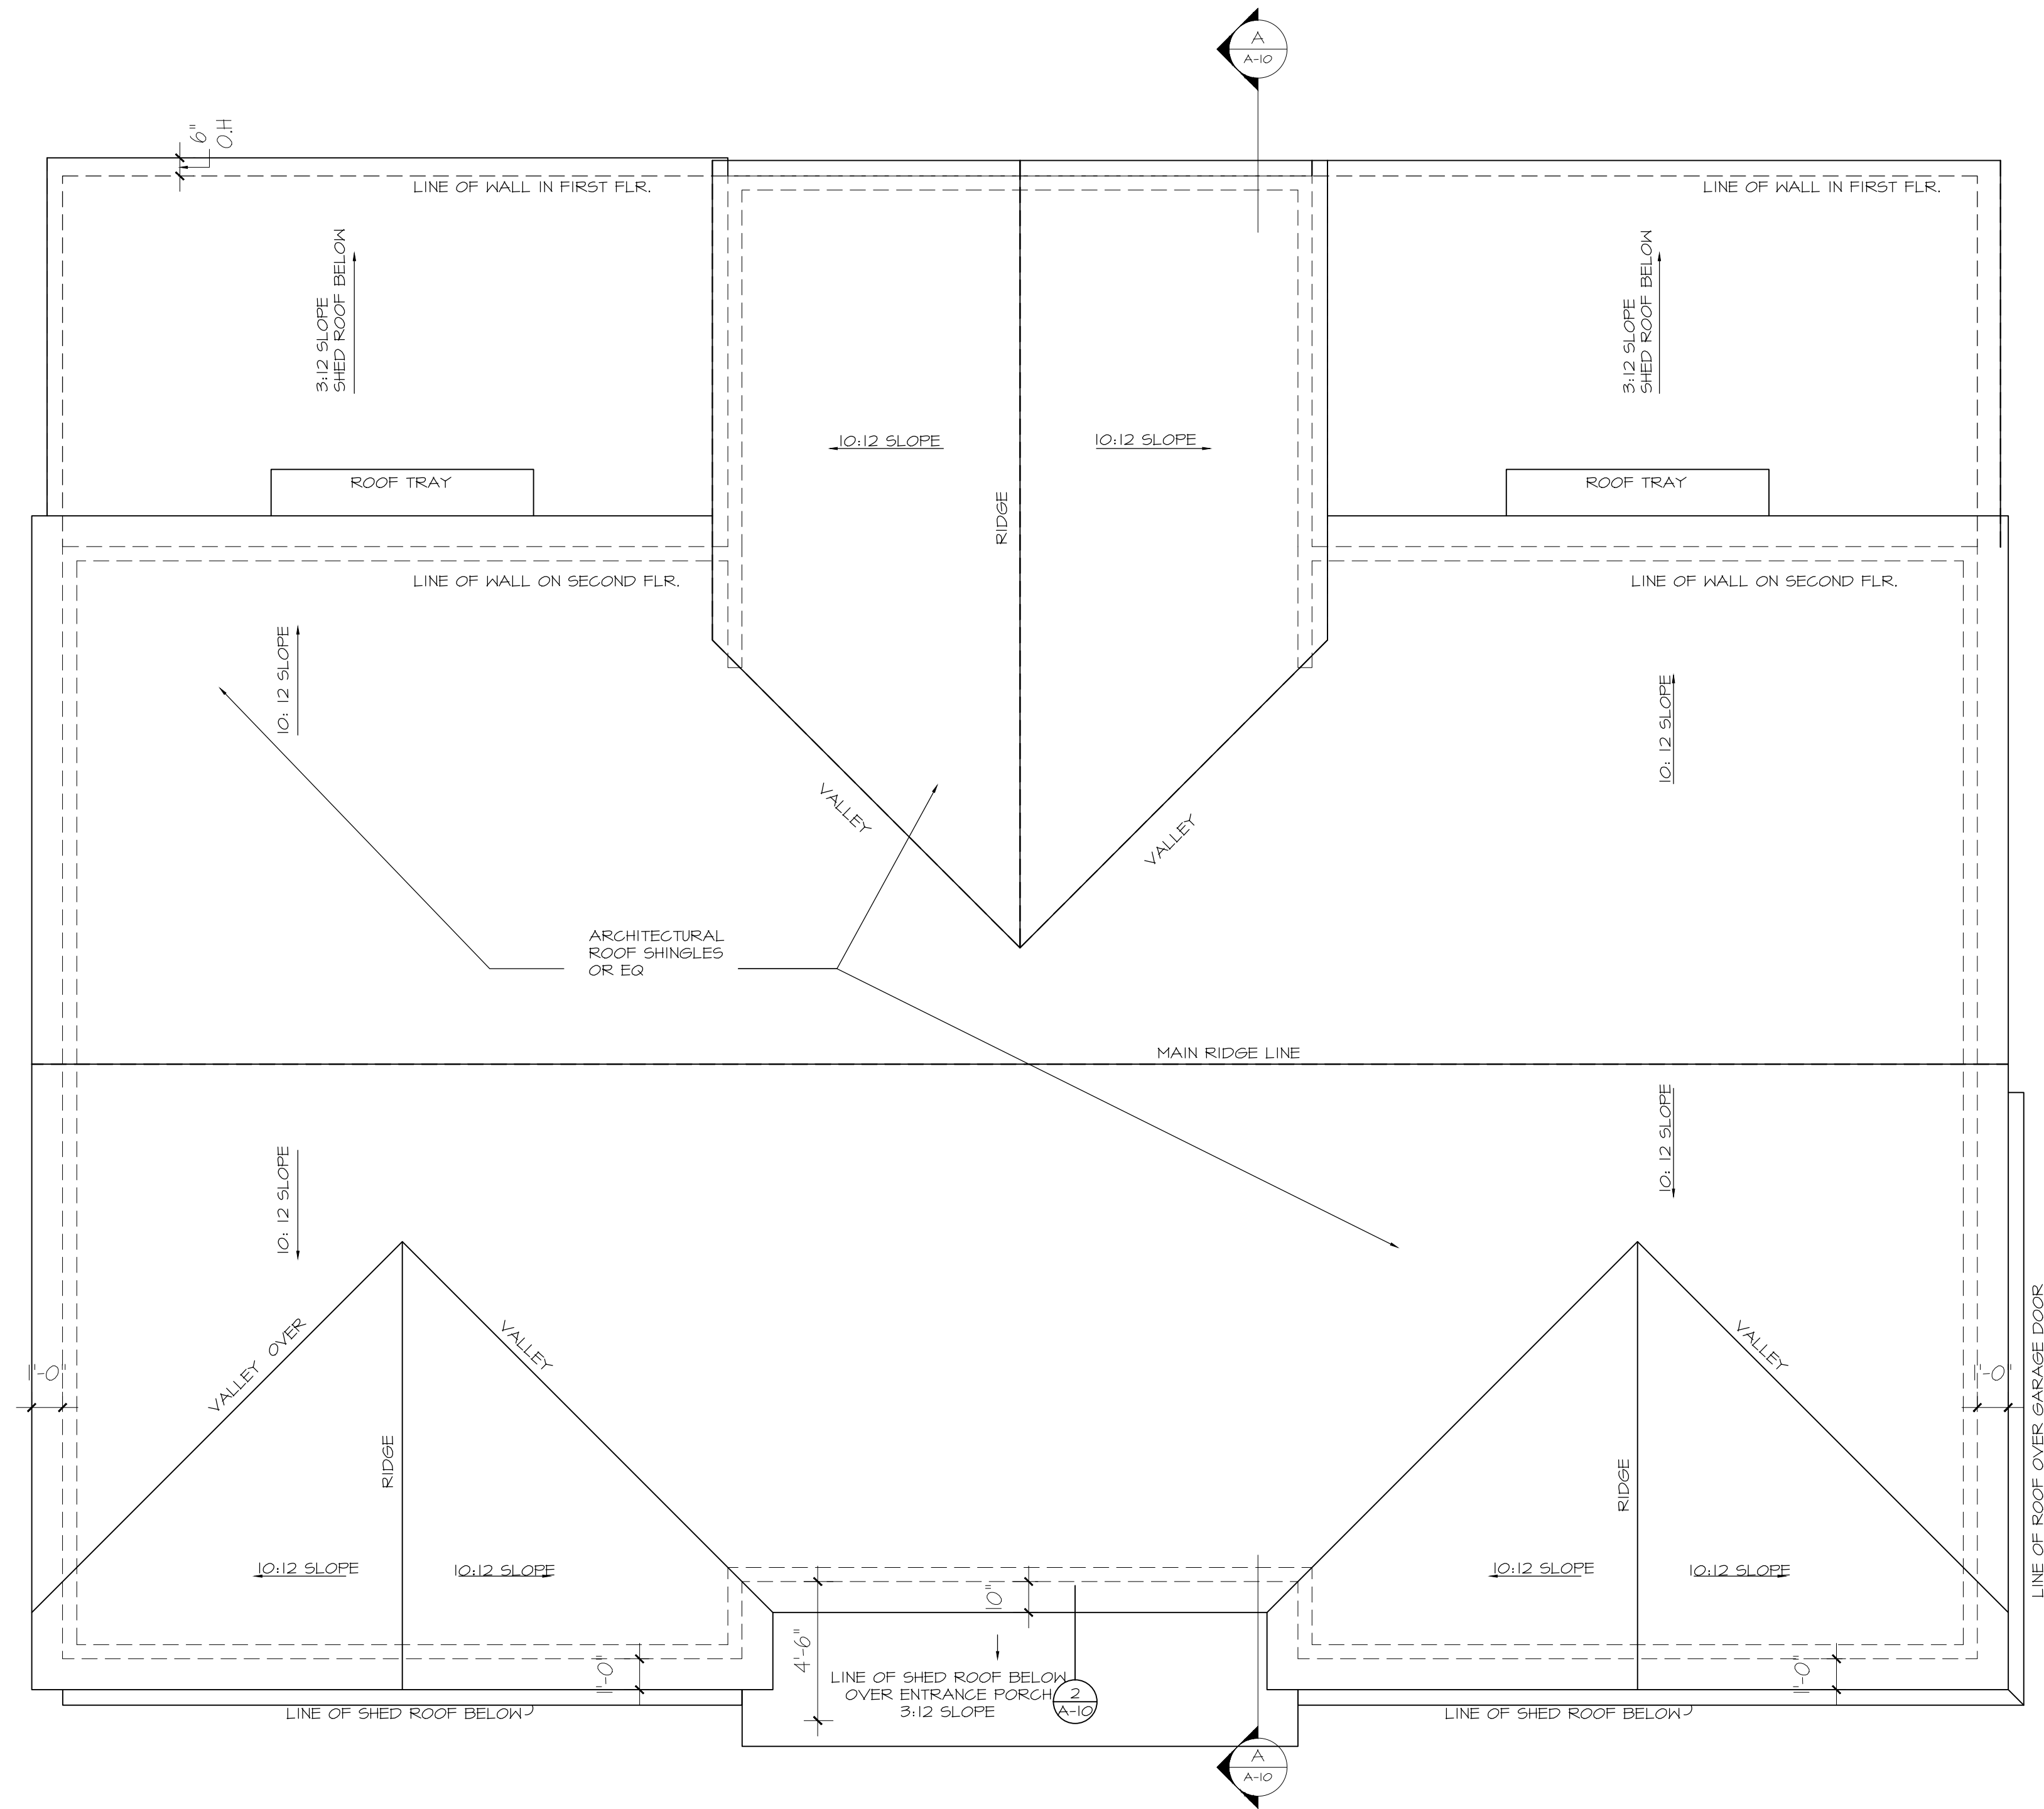 A
A-10
6"
O.H
LINE OF WALL IN FIRST FLR.
LINE OF WALL IN FIRST FLR.
3:12 SLOPE
SHED ROOF BELOW
3:12 SLOPE
SHED ROOF BELOW
10:12 SLOPE
10:12 SLOPE
ROOF TRAY
RIDGE
ROOF TRAY
LINE OF WALL ON SECOND FLR.
LINE OF WALL ON SECOND FLR.
10: 12 SLOPE
10: 12 SLOPE
VALLEY
VALLEY
ARCHITECTURAL
ROOF SHINGLES
OR EQ
MAIN RIDGE LINE
10: 12 SLOPE
10: 12 SLOPE
VALLEY OVER
VALLEY
VALLEY
1'-0"
1'-0"
LINE OF ROOF OVER GARAGE DOOR
RIDGE
RIDGE
10:12 SLOPE
10:12 SLOPE
10:12 SLOPE
10:12 SLOPE
10"
4'-6"
1'-0"
1'-0"
LINE OF SHED ROOF BELOW
OVER ENTRANCE PORCH
3:12 SLOPE
2
A-10
LINE OF SHED ROOF BELOW
LINE OF SHED ROOF BELOW
A
A-10